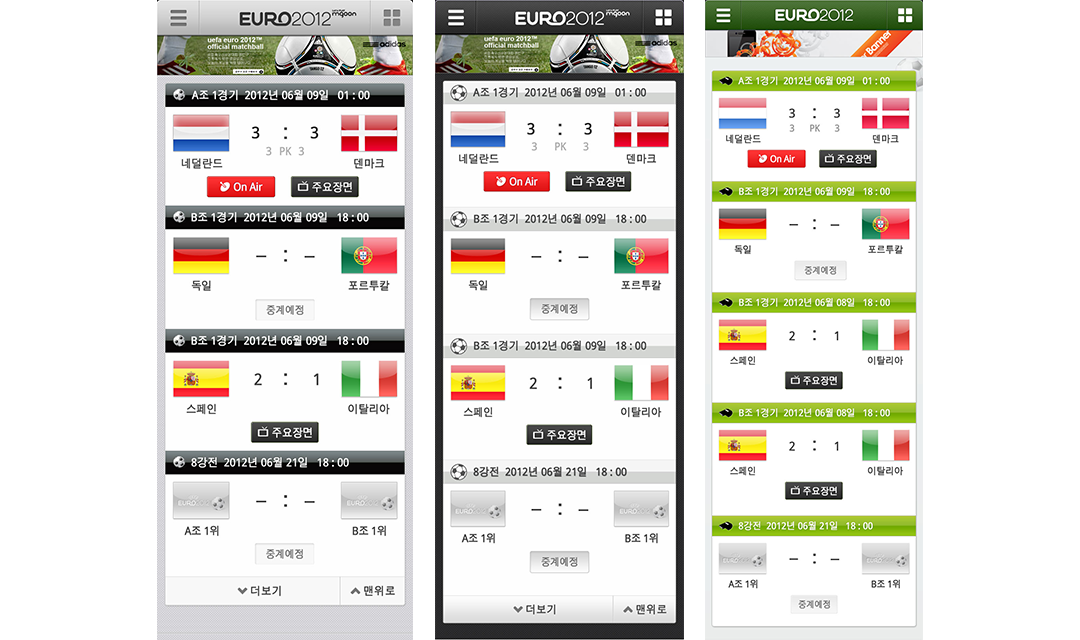 EURO2012 mgoon
uefa euro 2012™
official matchball
adidas
A조 1경기 2012년 06월 09일 01 : 00
3 : 3
3 PK 3
네덜란드 덴마크
On Air 주요장면
B조 1경기 2012년 06월 09일 18 : 00
– : –
독일 포르투칼
중계예정
B조 1경기 2012년 06월 09일 18 : 00
2 : 1
스페인 이탈리아
주요장면
8강전 2012년 06월 21일 18 : 00
– : –
A조 1위 B조 1위
중계예정
더보기 맨위로
EURO2012 mgoon
uefa euro 2012™
official matchball
adidas
A조 1경기 2012년 06월 09일 01 : 00
3 : 3
3 PK 3
네덜란드 덴마크
On Air 주요장면
B조 1경기 2012년 06월 09일 18 : 00
– : –
독일 포르투칼
중계예정
B조 1경기 2012년 06월 09일 18 : 00
2 : 1
스페인 이탈리아
주요장면
8강전 2012년 06월 21일 18 : 00
– : –
A조 1위 B조 1위
중계예정
더보기 맨위로
EURO2012
Banner
A조 1경기 2012년 06월 09일 01 : 00
3 : 3
3 PK 3
네덜란드 덴마크
On Air 주요장면
B조 1경기 2012년 06월 09일 18 : 00
– : –
독일 포르투칼
중계예정
B조 1경기 2012년 06월 08일 18 : 00
2 : 1
스페인 이탈리아
주요장면
B조 1경기 2012년 06월 08일 18 : 00
2 : 1
스페인 이탈리아
주요장면
8강전 2012년 06월 21일 18 : 00
– : –
A조 1위 B조 1위
중계예정